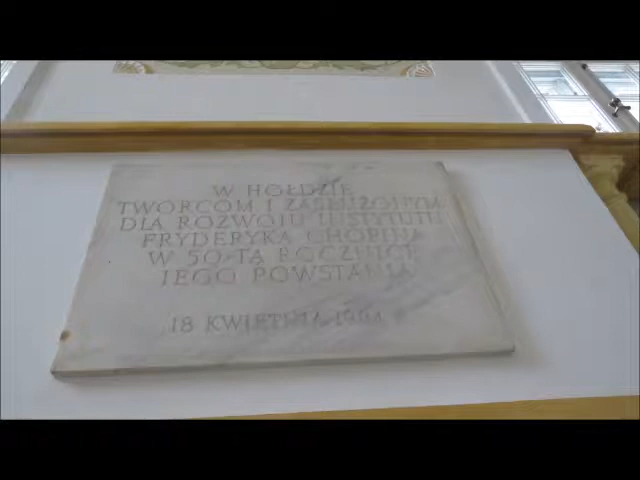 W HOŁDZIE
TWÓRCOM I ZASŁUŻONYM
DLA ROZWOJU INSTYTUTU
FRYDERYKA CHOPINA
W 50-TĄ ROCZNICĘ
JEGO POWSTANIA
18 KWIETNIA